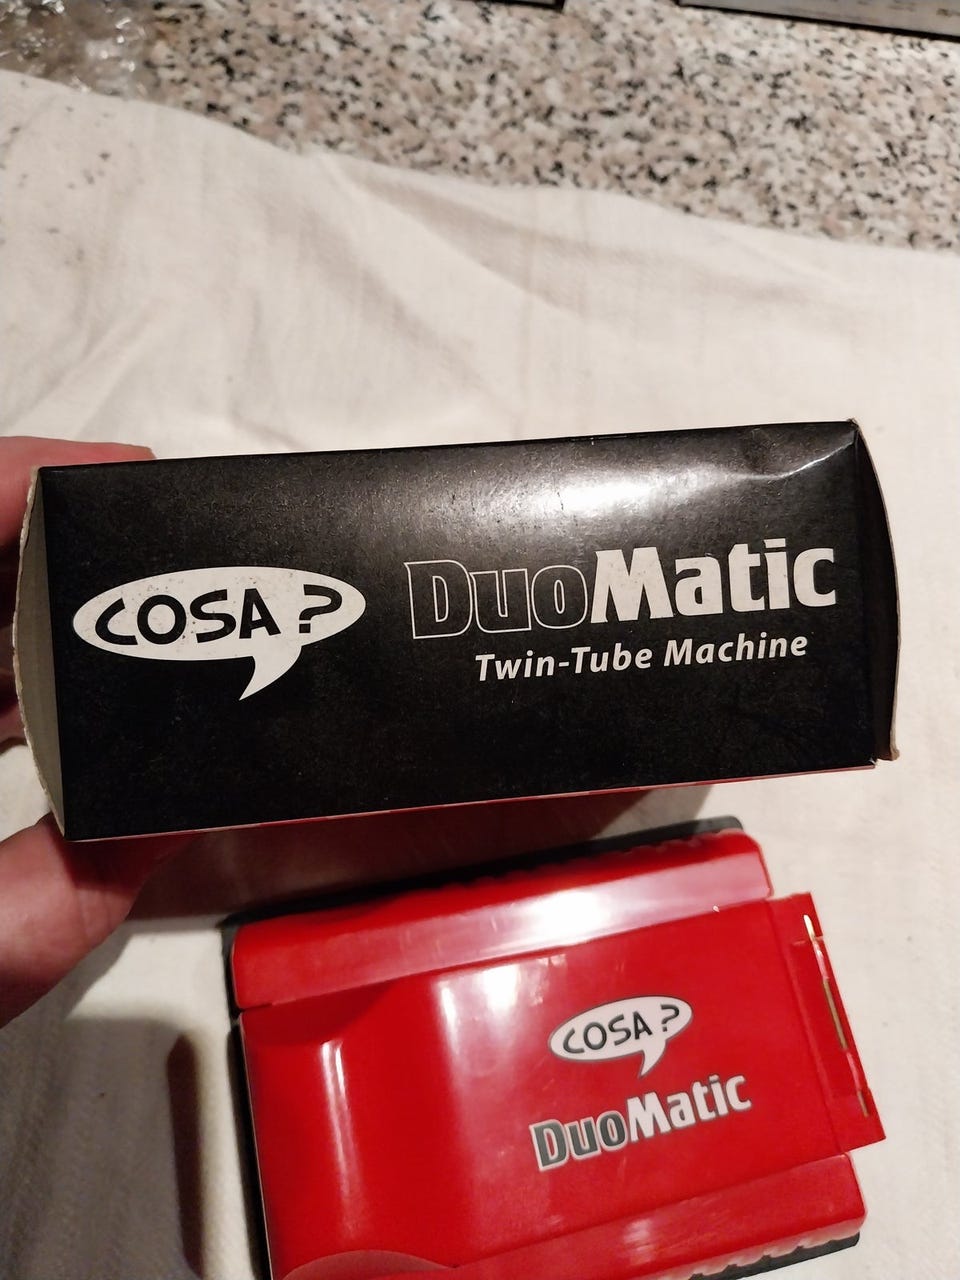 COSA?
DuoMatic
Twin-Tube Machine
COSA?
DuoMatic